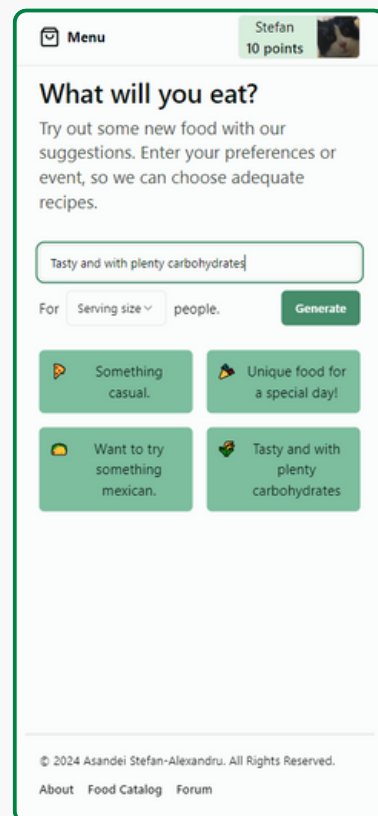 Menu
Stefan
10 points
What will you eat?
Try out some new food with our
suggestions. Enter your preferences or
event, so we can choose adequate
recipes.
Tasty and with plenty carbohydrates
For Serving size people. Generate
Something
casual.
Unique food for
a special day!
Want to try
something
mexican.
Tasty and with
plenty
carbohydrates
© 2024 Asandei Stefan-Alexandru. All Rights Reserved.
About Food Catalog Forum